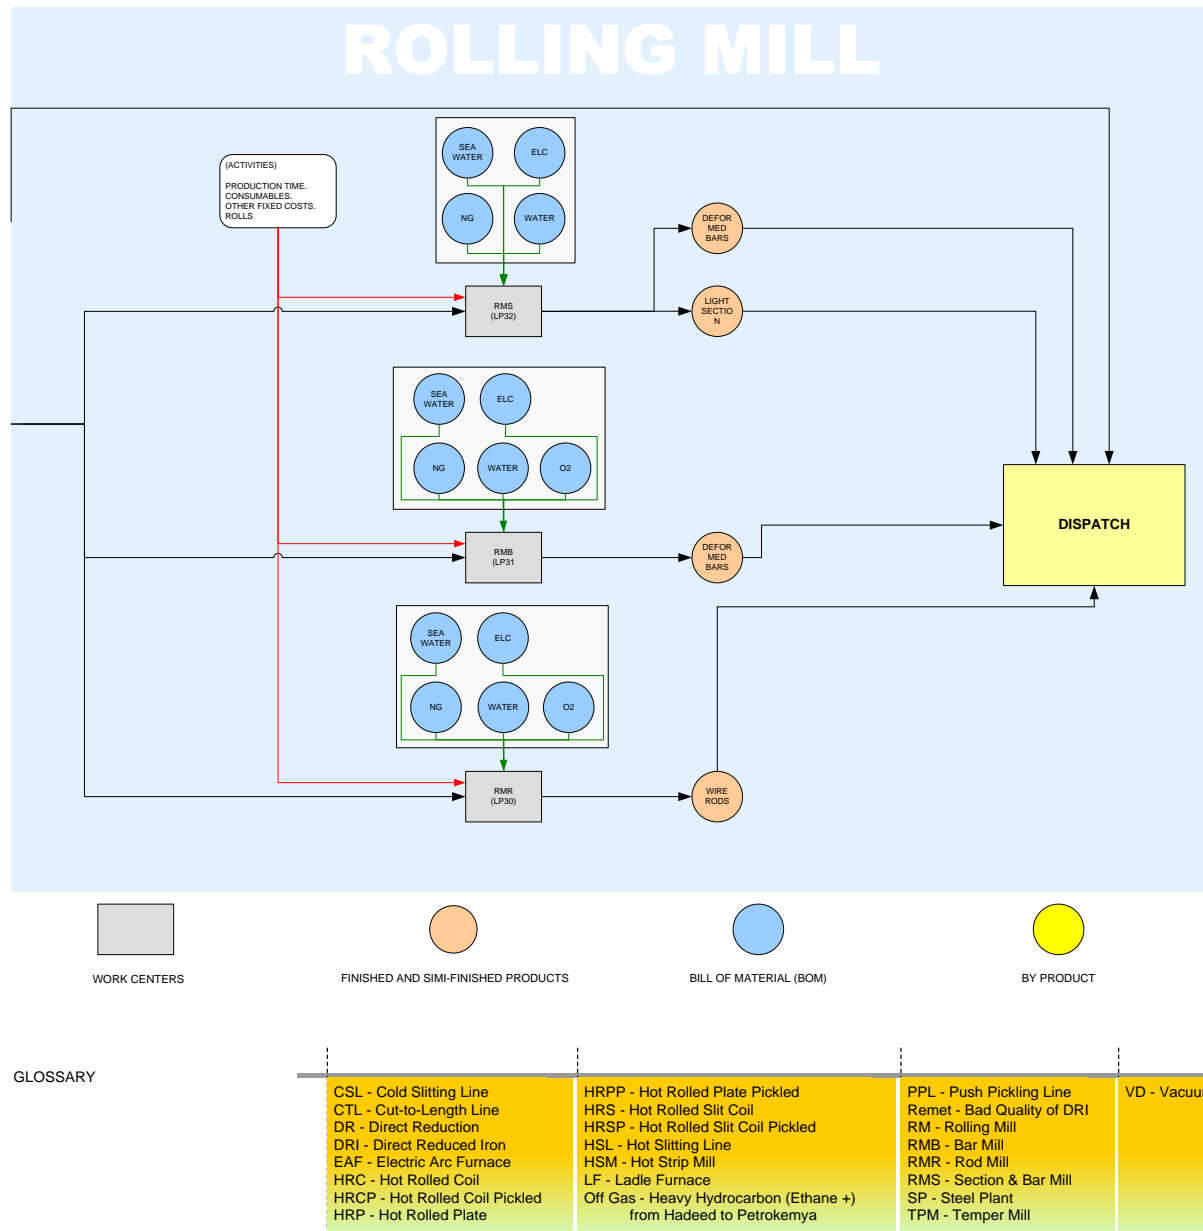 ROLLING MILL
(ACTIVITIES)
PRODUCTION TIME.
CONSUMABLES.
OTHER FIXED COSTS.
ROLLS
SEA
WATER
ELC
NG
WATER
RMS
(LP32)
DEFOR
MED
BARS
LIGHT
SECTIO
N
SEA
WATER
ELC
NG
WATER
O2
RMB
(LP31
DEFOR
MED
BARS
DISPATCH
SEA
WATER
ELC
NG
WATER
O2
RMR
(LP30)
WIRE
RODS
WORK CENTERS
FINISHED AND SIMI-FINISHED PRODUCTS
BILL OF MATERIAL (BOM)
BY PRODUCT
GLOSSARY
CSL - Cold Slitting Line
CTL - Cut-to-Length Line
DR - Direct Reduction
DRI - Direct Reduced Iron
EAF - Electric Arc Furnace
HRC - Hot Rolled Coil
HRCP - Hot Rolled Coil Pickled
HRP - Hot Rolled Plate
HRPP - Hot Rolled Plate Pickled
HRS - Hot Rolled Slit Coil
HRSP - Hot Rolled Slit Coil Pickled
HSL - Hot Slitting Line
HSM - Hot Strip Mill
LF - Ladle Furnace
Off Gas - Heavy Hydrocarbon (Ethane +)
from Hadeed to Petrokemya
PPL - Push Pickling Line
Remet - Bad Quality of DRI
RM - Rolling Mill
RMB - Bar Mill
RMR - Rod Mill
RMS - Section & Bar Mill
SP - Steel Plant
TPM - Temper Mill
VD - Vacuu